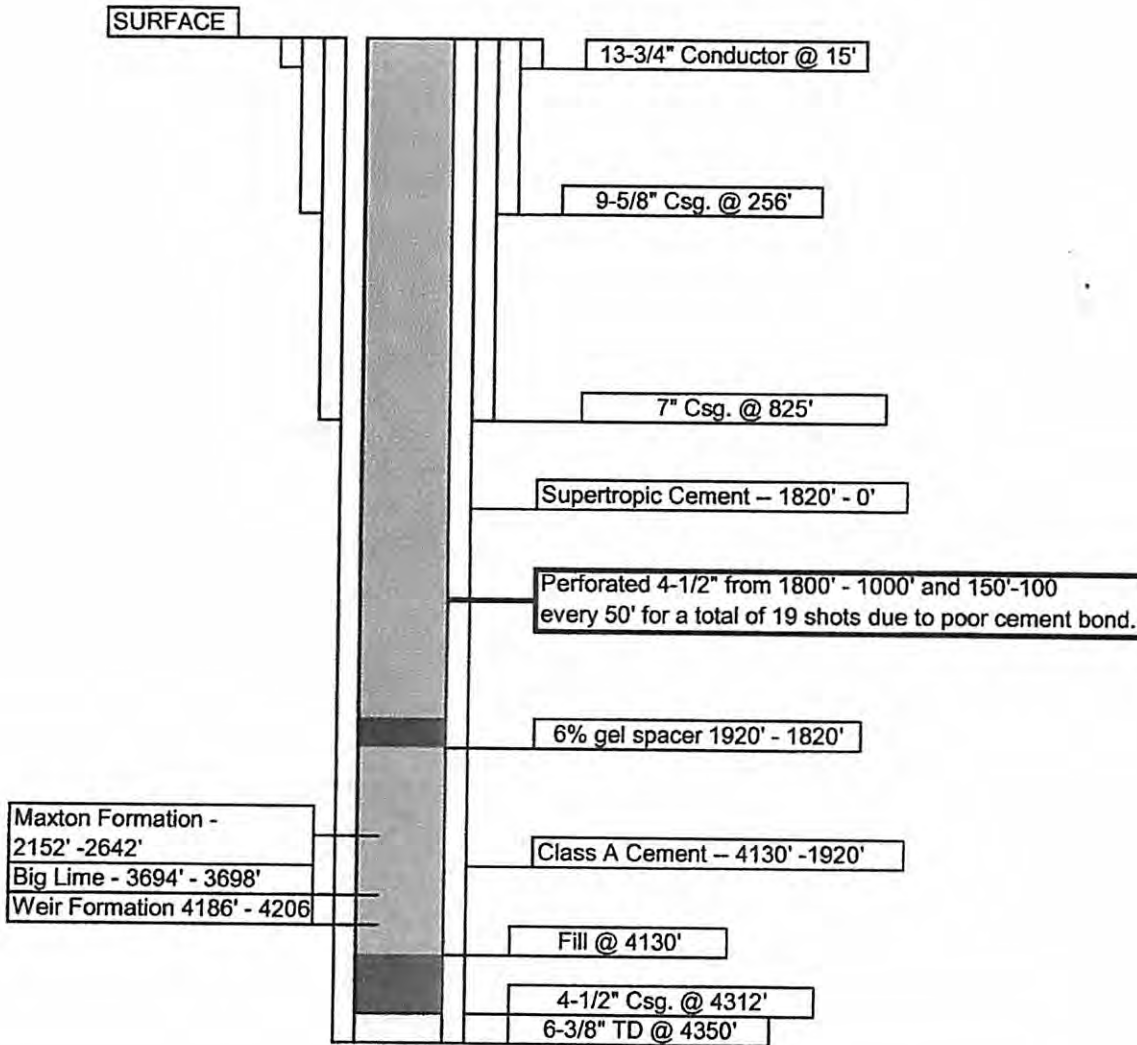 SURFACE
13-3/4" Conductor @ 15'
9-5/8" Csg. @ 256'
7" Csg. @ 825'
Supertropic Cement – 1820' - 0'
Perforated 4-1/2" from 1800' - 1000' and 150'-100
every 50' for a total of 19 shots due to poor cement bond.
6% gel spacer 1920' - 1820'
Maxton Formation -
2152' -2642'
Big Lime - 3694' - 3698'
Weir Formation 4186' - 4206
Class A Cement – 4130' -1920'
Fill @ 4130'
4-1/2" Csg. @ 4312'
6-3/8" TD @ 4350'